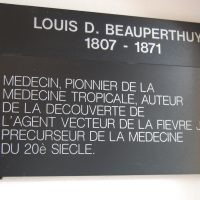 LOUIS D. BEAUPERTHUY
1807 - 1871
MEDECIN, PIONNIER DE LA
MEDECINE TROPICALE, AUTEUR
DE LA DECOUVERTE DE
L'AGENT VECTEUR DE LA FIEVRE J
PRECURSEUR DE LA MEDECINE
DU 20è SIECLE.